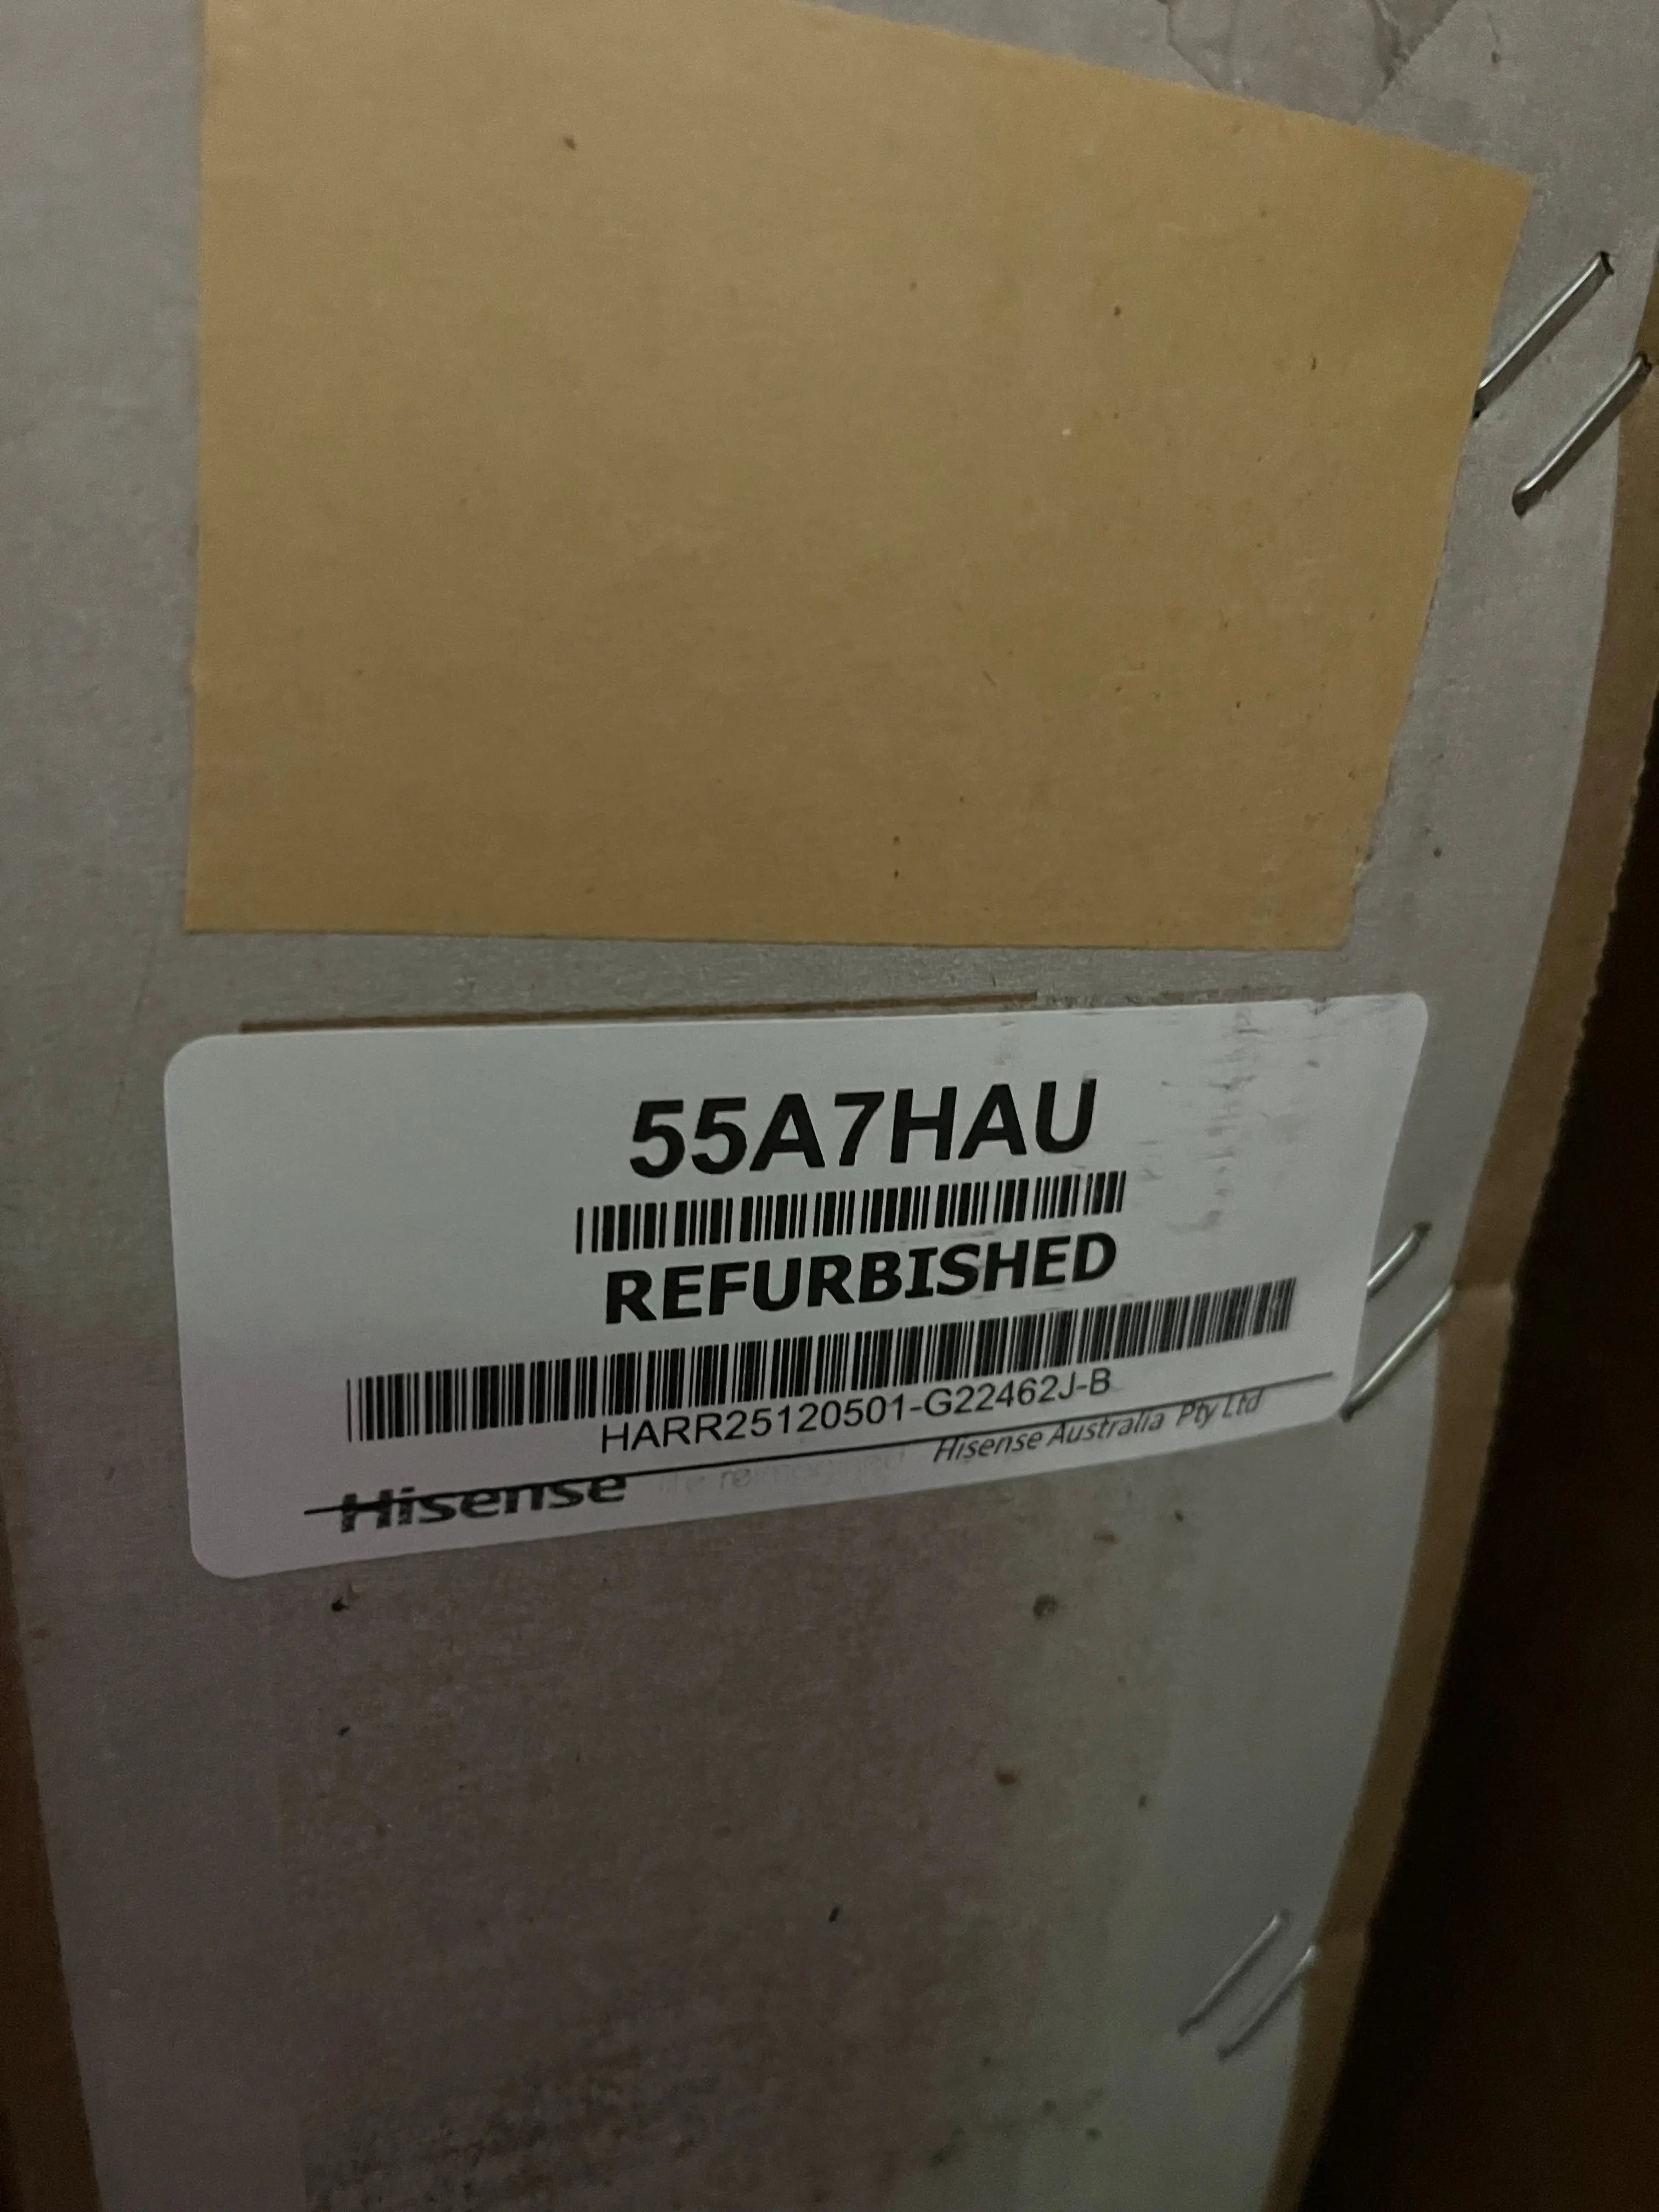 55A7HAU
REFURBISHED
HARR25120501-G22462J-B
Hisense Australia Pty Ltd
Hisense